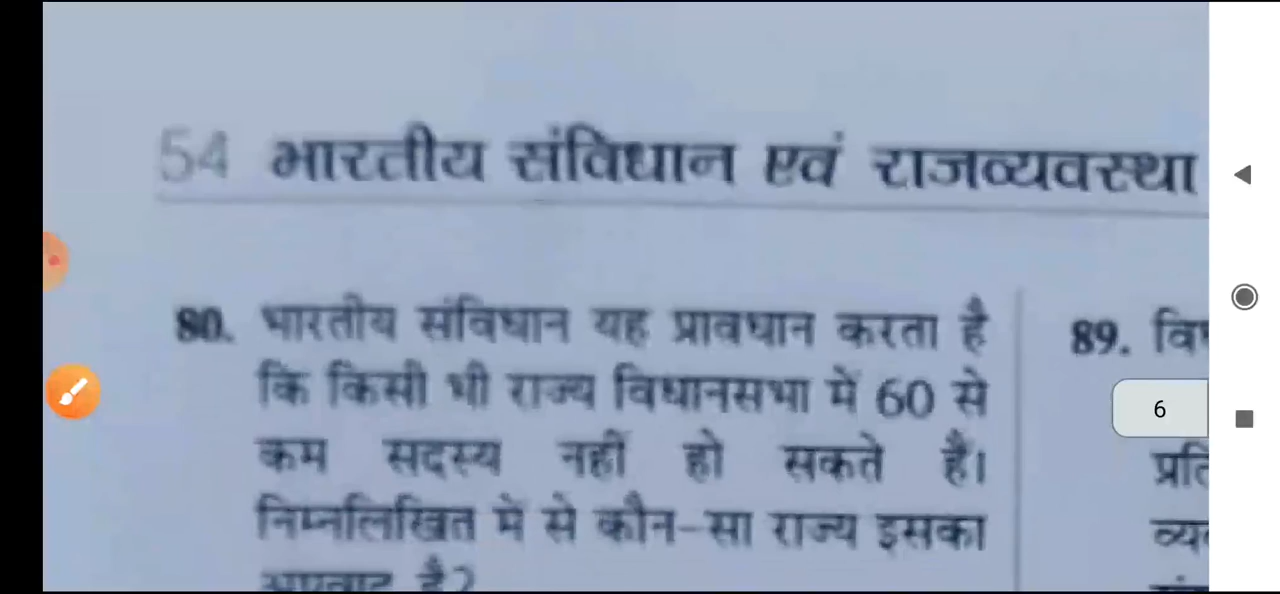 54 भारतीय संविधान एवं राजव्यवस्था
80. भारतीय संविधान यह प्रावधान करता है
कि किसी भी राज्य विधानसभा में 60 से
कम सदस्य नहीं हो सकते हैं।
निम्नलिखित में से कौन-सा राज्य इसका
अपवाद है?
89.
6